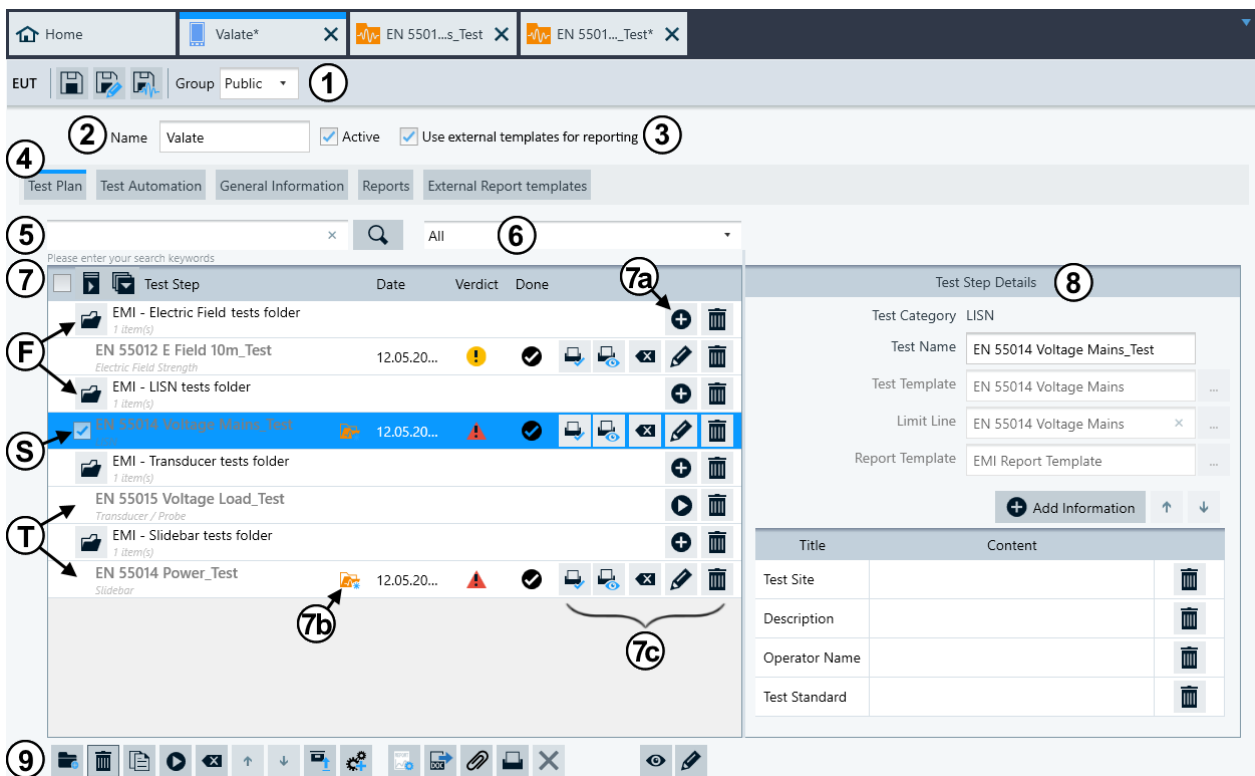 Home Valate* EN 5501...s_Test EN 5501..._Test*
EUT Group Public 1
2 Name Valate Active Use external templates for reporting 3
4
Test Plan Test Automation General Information Reports External Report templates
5 All 6
Please enter your search keywords
7 Test Step Date Verdict Done 7a Test Step Details 8
EMI - Electric Field tests folder
1 item(s)
F
EN 55012 E Field 10m_Test 12.05.20...
Electric Field Strength
EMI - LISN tests folder
1 item(s)
S
EN 55014 Voltage Mains_Test 12.05.20...
EMI - Transducer tests folder
1 item(s)
T
EN 55015 Voltage Load_Test
Transducer / Probe
EMI - Slidebar tests folder
1 item(s)
EN 55014 Power_Test 12.05.20...
Slidebar
7b
7c
Test Category LISN
Test Name EN 55014 Voltage Mains_Test
Test Template EN 55014 Voltage Mains ...
Limit Line EN 55014 Voltage Mains ...
Report Template EMI Report Template ...
Add Information
Title Content
Test Site
Description
Operator Name
Test Standard
9 DOC